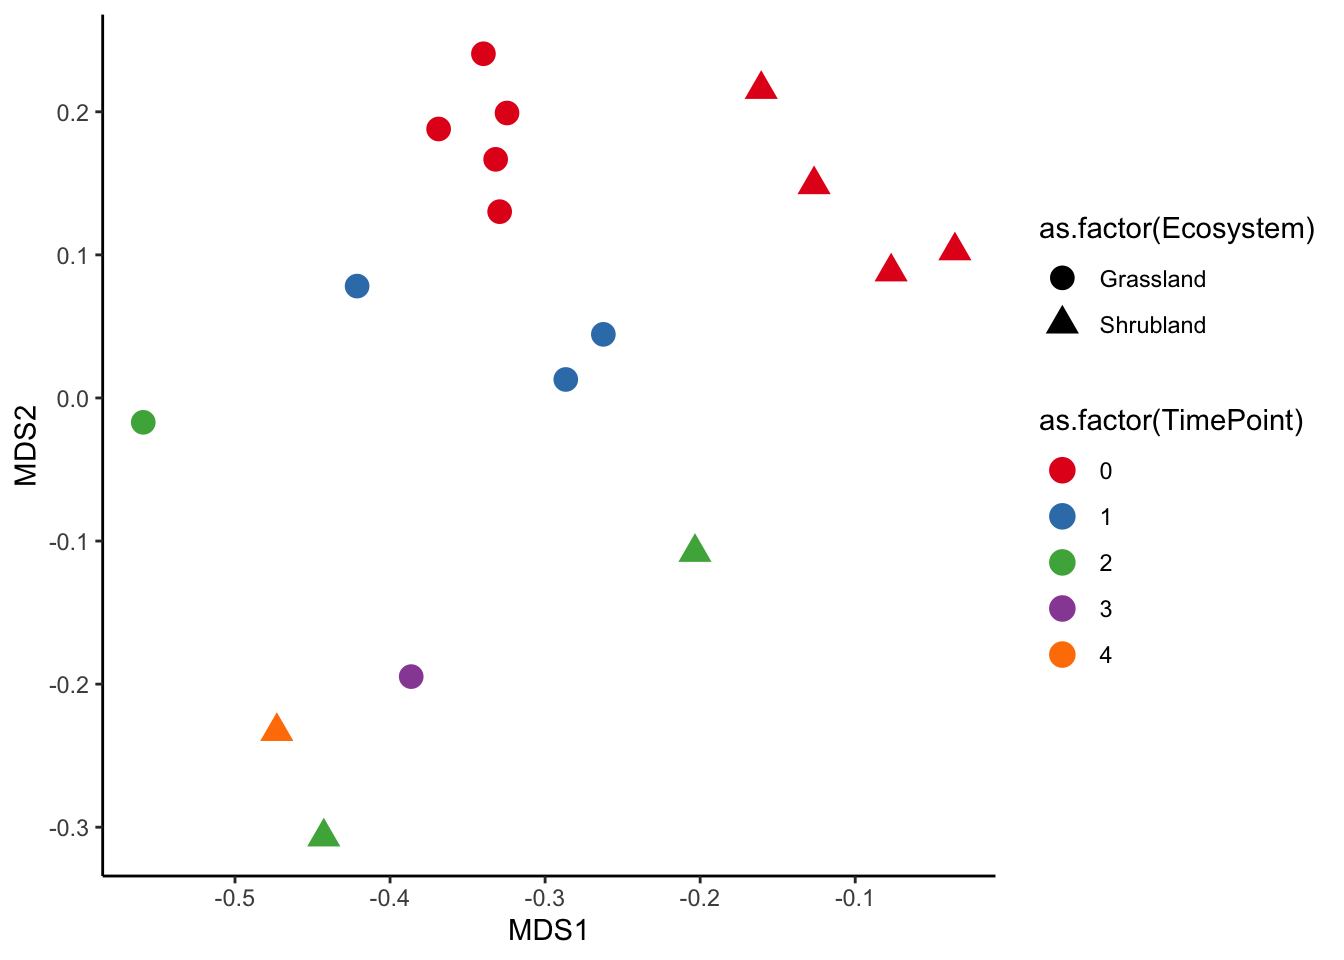 0.2
0.1
0.0
-0.1
-0.2
-0.3
MDS2
-0.5
-0.4
-0.3
-0.2
-0.1
MDS1
as.factor(Ecosystem)
Grassland
Shrubland
as.factor(TimePoint)
0
1
2
3
4